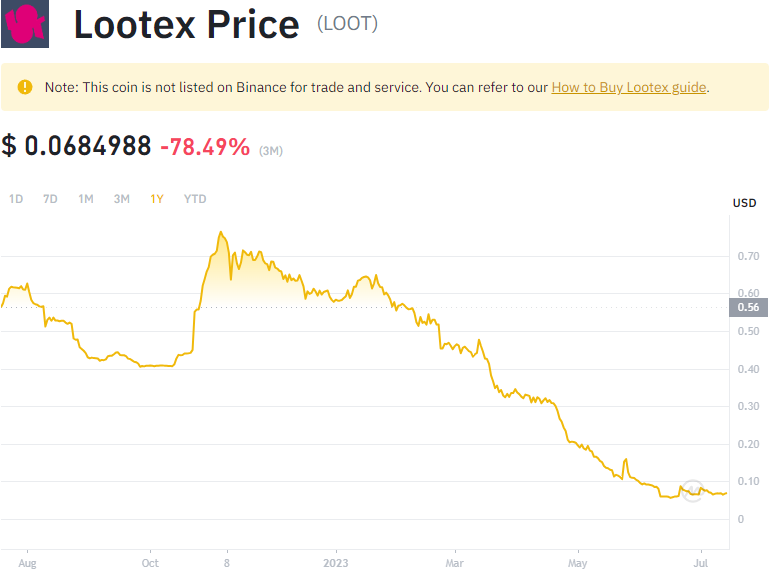 Lootex Price (LOOT)
Note: This coin is not listed on Binance for trade and service. You can refer to our How to Buy Lootex guide.
$ 0.0684988 -78.49% (3M)
1D 7D 1M 3M 1Y YTD
USD
0.70
0.60
0.56
0.50
0.40
0.30
0.20
0.10
0
Aug Oct 8 2023 Mar May Jul